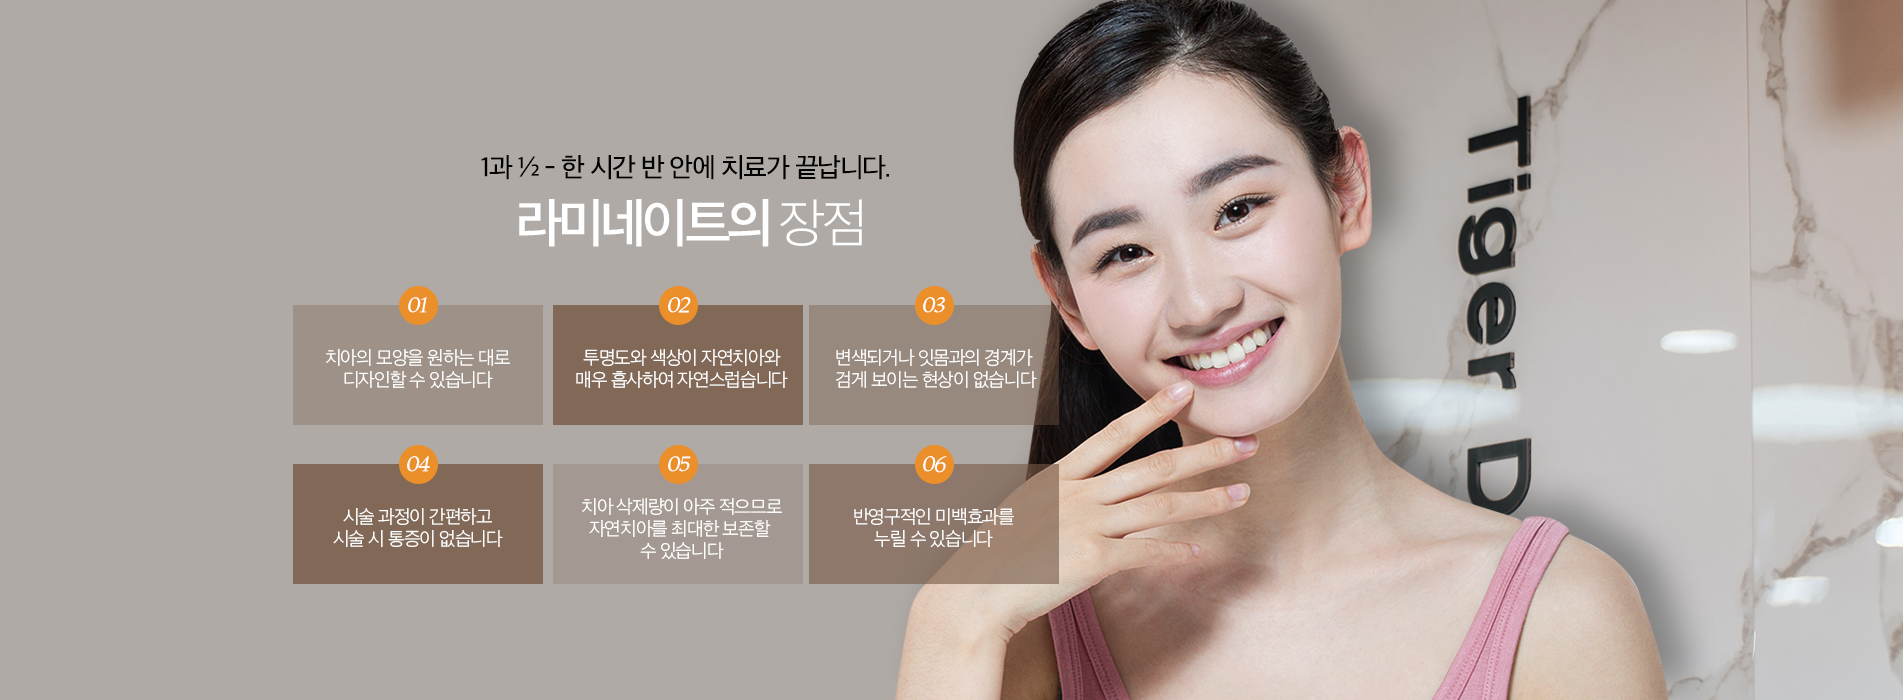 1과 ½ - 한 시간 반 안에 치료가 끝납니다.
라미네이트의 장점
01
치아의 모양을 원하는 대로
디자인할 수 있습니다
02
투명도와 색상이 자연치아와
매우 흡사하여 자연스럽습니다
03
변색되거나 잇몸과의 경계가
검게 보이는 현상이 없습니다
04
시술 과정이 간편하고
시술 시 통증이 없습니다
05
치아 삭제량이 아주 적으므로
자연치아를 최대한 보존할
수 있습니다
06
반영구적인 미백효과를
누릴 수 있습니다
Tiger D